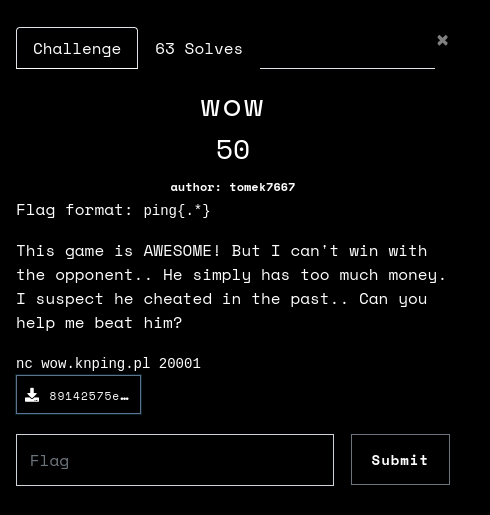 Challenge
63 Solves
×
wow
50
author: tomek7667
Flag format: ping{.*}
This game is AWESOME! But I can't win with
the opponent.. He simply has too much money.
I suspect he cheated in the past.. Can you
help me beat him?
nc wow.knping.pl 20001
89142575e…
Flag
Submit